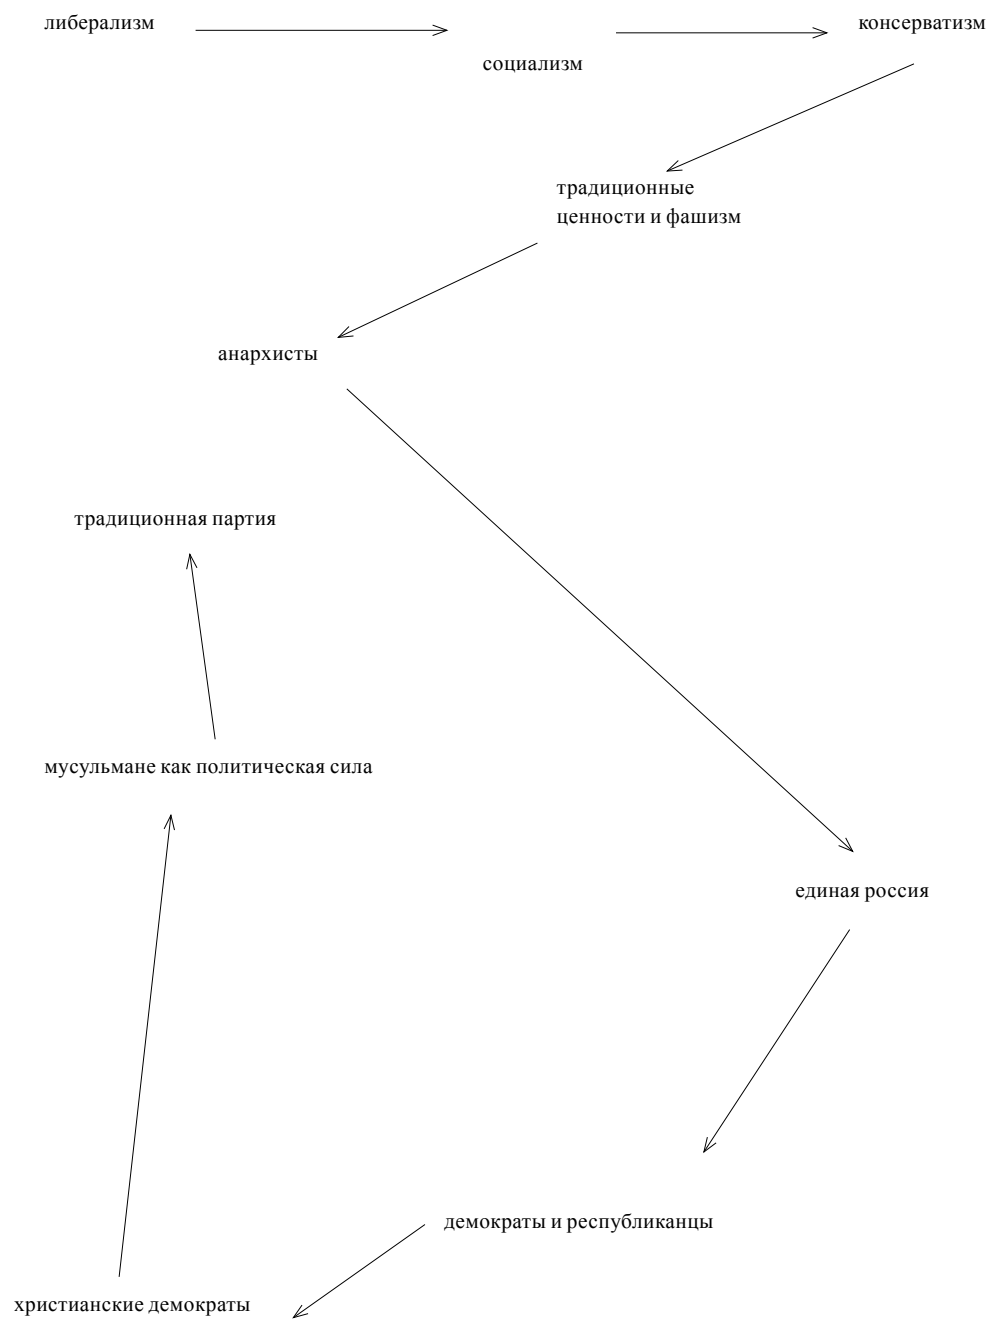 либерализм
консерватизм
социализм
традиционные
ценности и фашизм
анархисты
традиционная партия
мусульмане как политическая сила
единая россия
демократы и республиканцы
христианские демократы